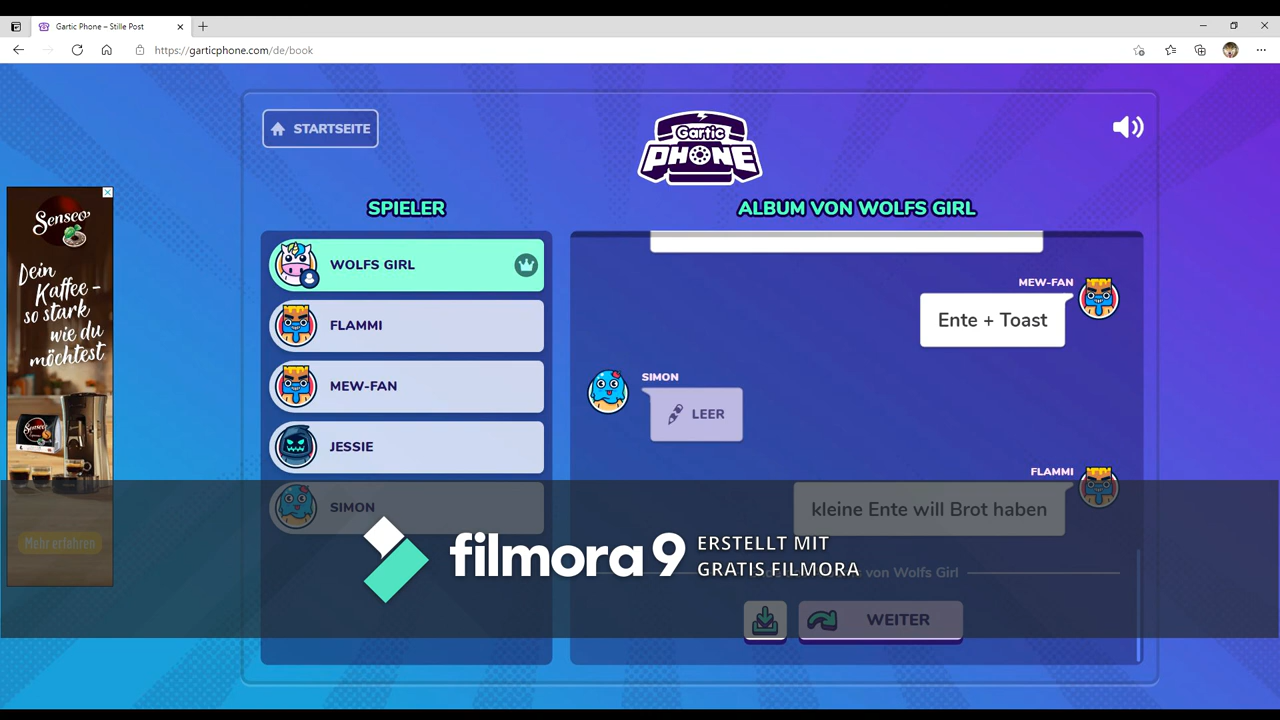 Gartic Phone – Stille Post
https://garticphone.com/de/book
STARTSEITE
Gartic
PHONE
SPIELER
ALBUM VON WOLFS GIRL
WOLFS GIRL
FLAMMI
MEW-FAN
JESSIE
SIMON
MEW-FAN
Ente + Toast
SIMON
LEER
FLAMMI
kleine Ente will Brot haben
von Wolfs Girl
WEITER
Senseo
Dein
Kaffee –
so stark
wie du
möchtest
Mehr erfahren
filmora 9
ERSTELLT MIT
GRATIS FILMORA